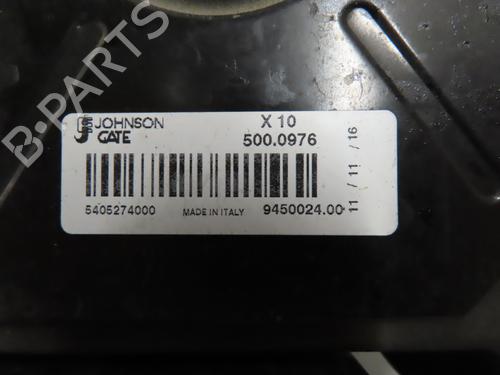 B-PARTS
JOHNSON X 10
GATE 500.0976
5405274000 MADE IN ITALY 9450024.00
11 / 11 / 16